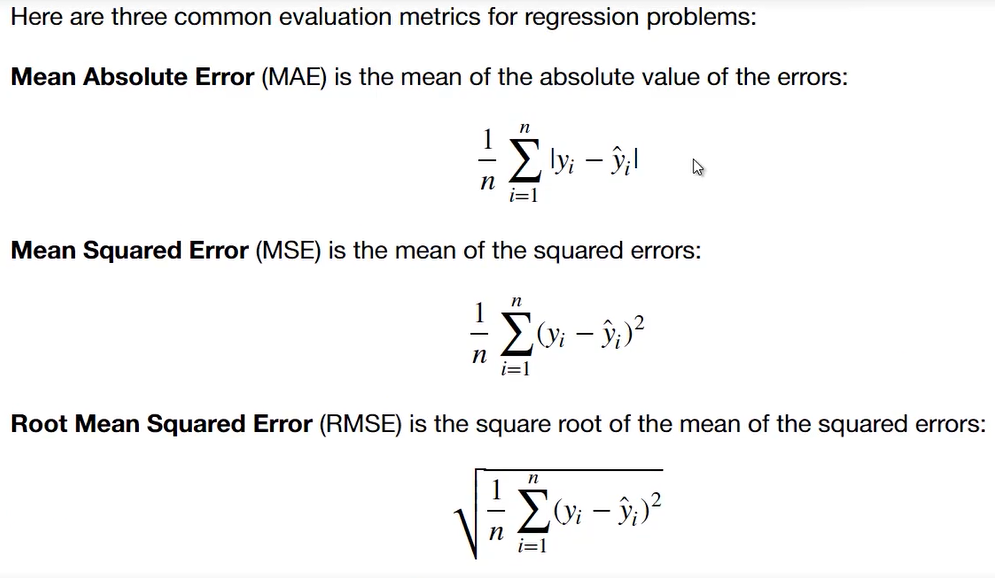 Here are three common evaluation metrics for regression problems:
Mean Absolute Error (MAE) is the mean of the absolute value of the errors:
$\frac{1}{n} \sum_{i=1}^{n} |y_i - \hat{y}_i|$
Mean Squared Error (MSE) is the mean of the squared errors:
$\frac{1}{n} \sum_{i=1}^{n} (y_i - \hat{y}_i)^2$
Root Mean Squared Error (RMSE) is the square root of the mean of the squared errors:
$\sqrt{\frac{1}{n} \sum_{i=1}^{n} (y_i - \hat{y}_i)^2}$